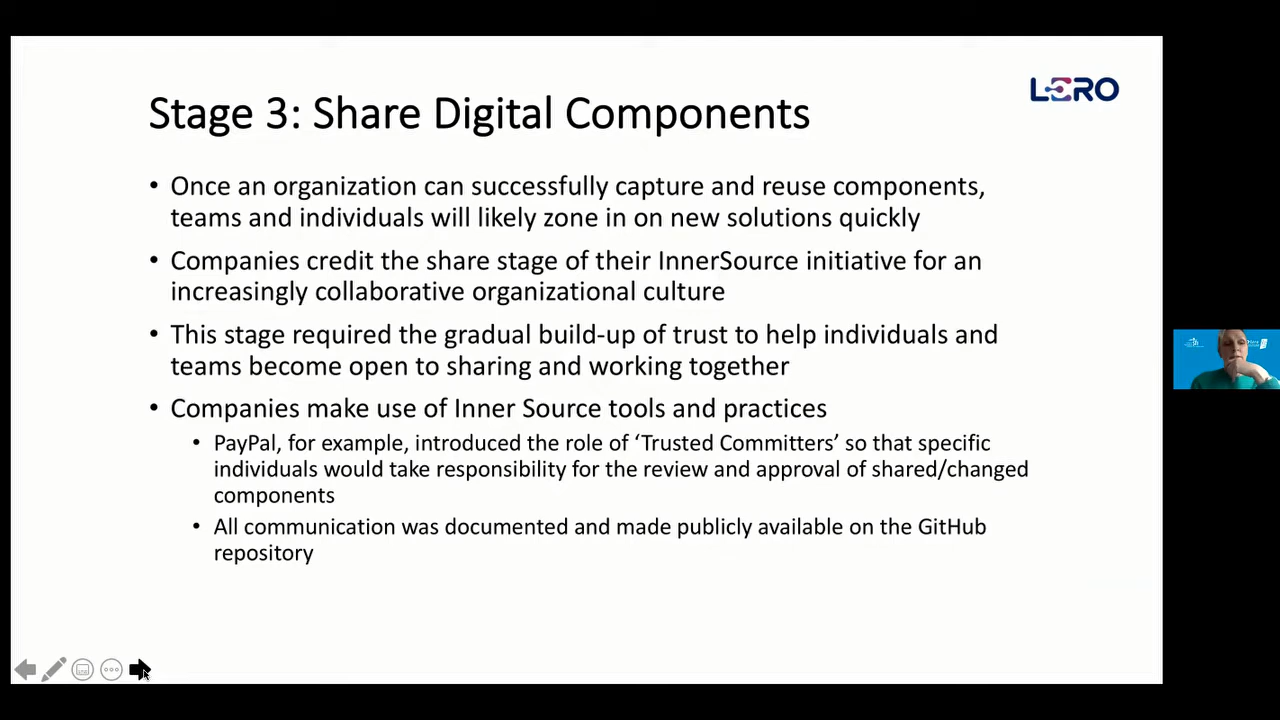 LERO
Stage 3: Share Digital Components
• Once an organization can successfully capture and reuse components,
teams and individuals will likely zone in on new solutions quickly
• Companies credit the share stage of their InnerSource initiative for an
increasingly collaborative organizational culture
• This stage required the gradual build-up of trust to help individuals and
teams become open to sharing and working together
• Companies make use of Inner Source tools and practices
• PayPal, for example, introduced the role of ‘Trusted Committers’ so that specific
individuals would take responsibility for the review and approval of shared/changed
components
• All communication was documented and made publicly available on the GitHub
repository